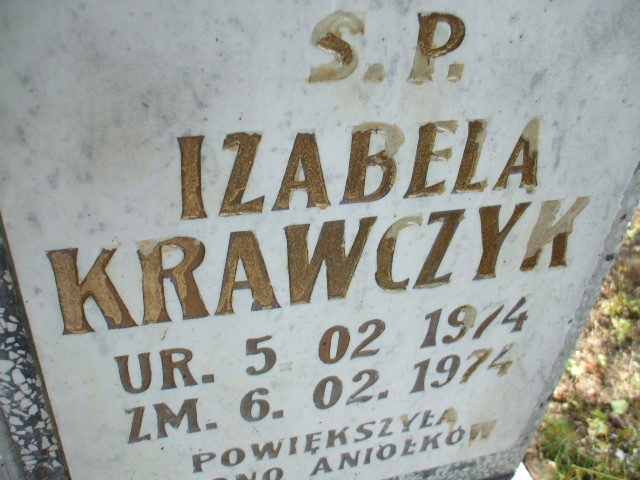 S.P.
IZABELA
KRAWCZYK
UR. 5. 02 1974
ZM. 6. 02. 1974
POWIĘKSZYŁA
ANIOŁKÓW